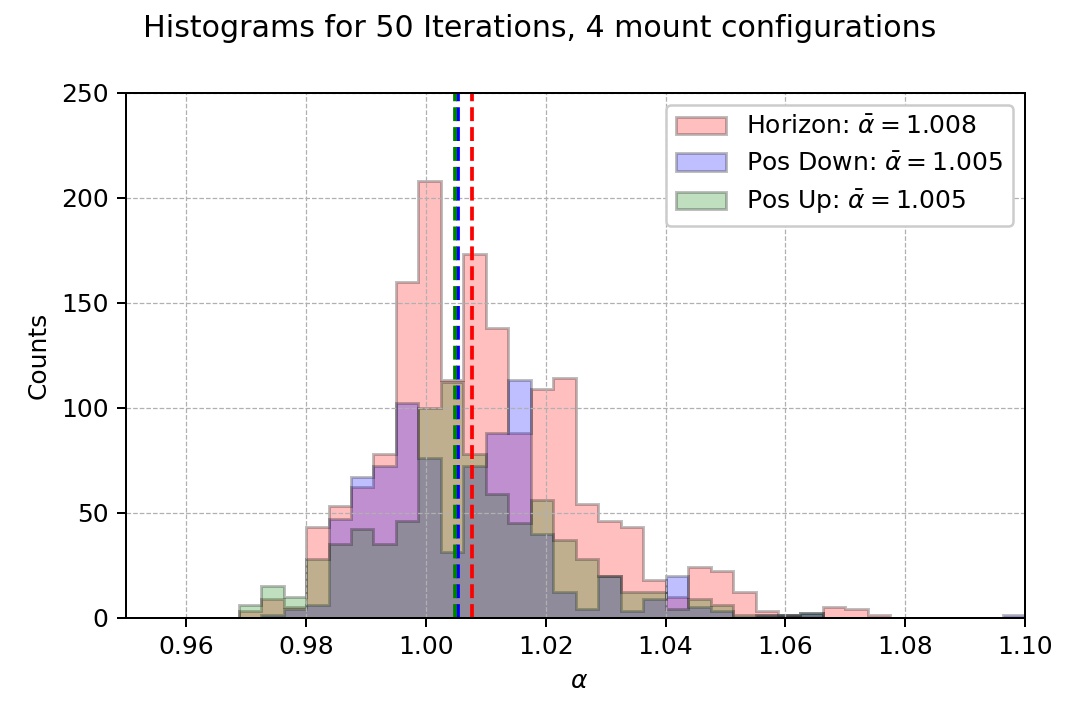 Histograms for 50 Iterations, 4 mount configurations
250
200
150
100
50
0
Counts
Horizon: ᾱ = 1.008
Pos Down: ᾱ = 1.005
Pos Up: ᾱ = 1.005
0.96 0.98 1.00 1.02 1.04 1.06 1.08 1.10
α